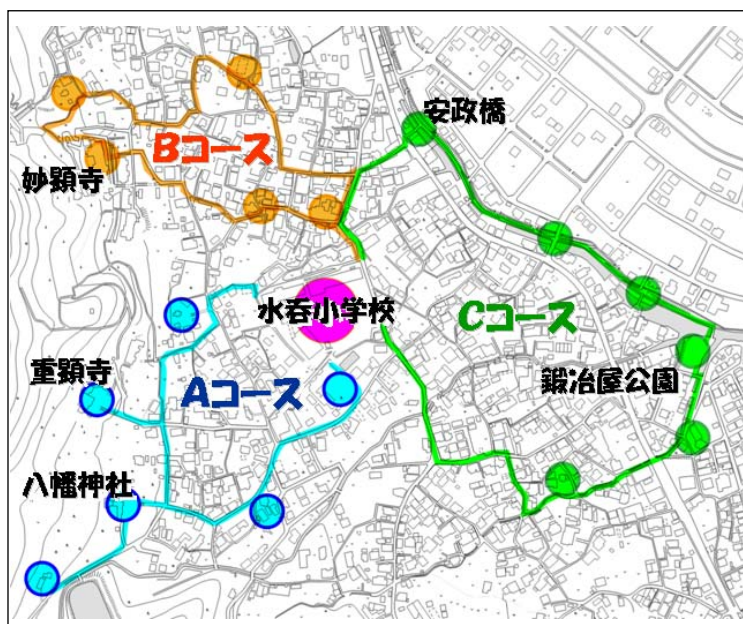 安政橋
Bコース
妙顕寺
水呑小学校
Cコース
重顕寺
Aコース
鍛冶屋公園
八幡神社